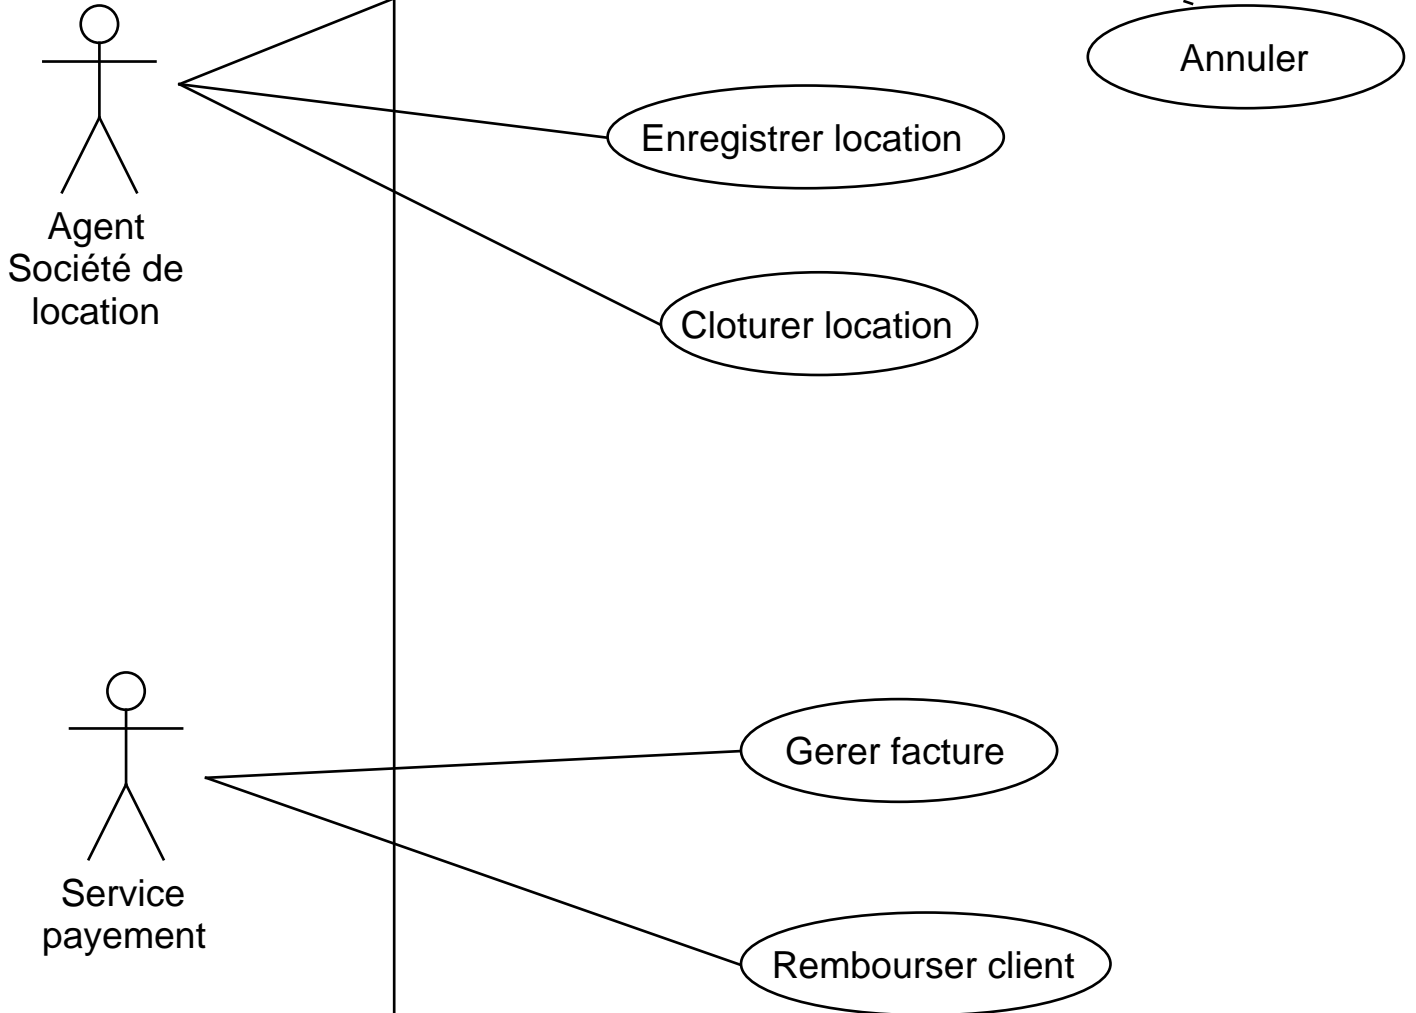 Annuler
Enregistrer location
Agent
Société de
location
Cloturer location
Gerer facture
Service
payement
Rembourser client